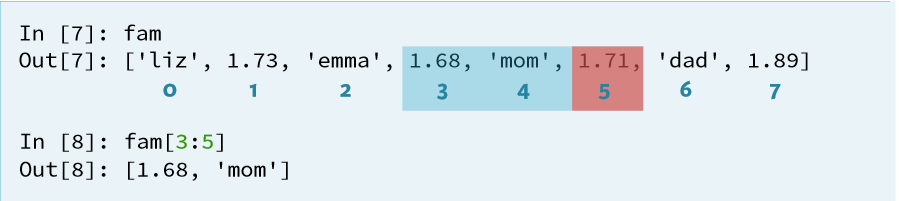 In [7]: fam
Out[7]: ['liz', 1.73, 'emma', 1.68, 'mom', 1.71, 'dad', 1.89]
0 1 2 3 4 5 6 7
In [8]: fam[3:5]
Out[8]: [1.68, 'mom']